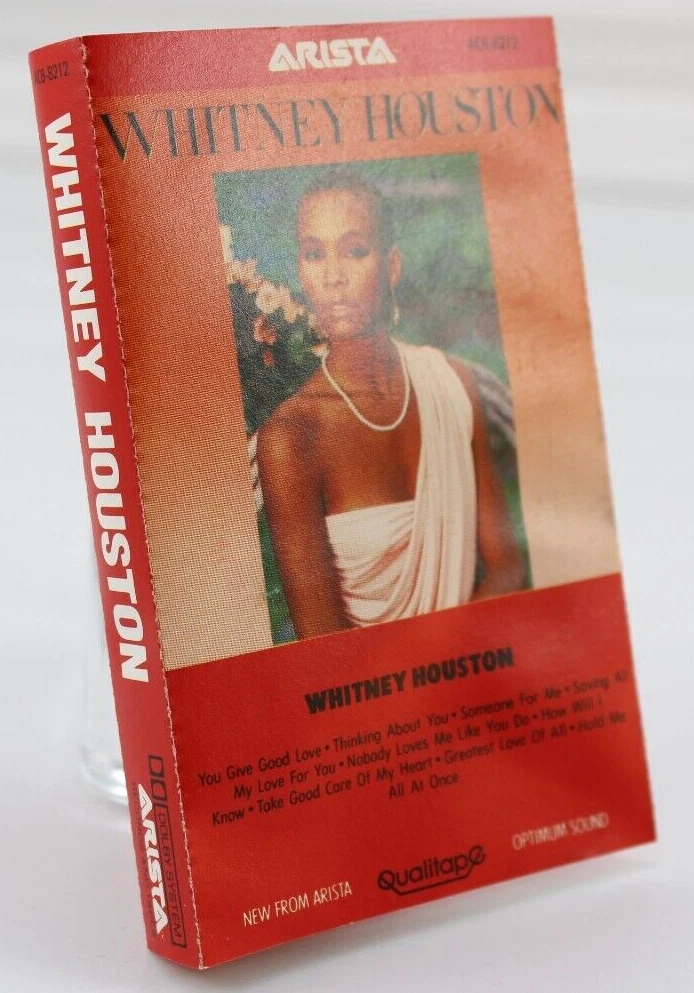 ARISTA
AC8-8212
WHITNEY HOUSTON
WHITNEY HOUSTON
You Give Good Love • Thinking About You • Someone For Me • Saving All
My Love For You • Nobody Loves Me Like You Do • How Will I
Know • Take Good Care Of My Heart • Greatest Love Of All • Hold Me
All At Once
NEW FROM ARISTA
Qualitape
OPTIMUM SOUND
AC8-8212
WHITNEY HOUSTON
DOLBY SYSTEM
ARISTA